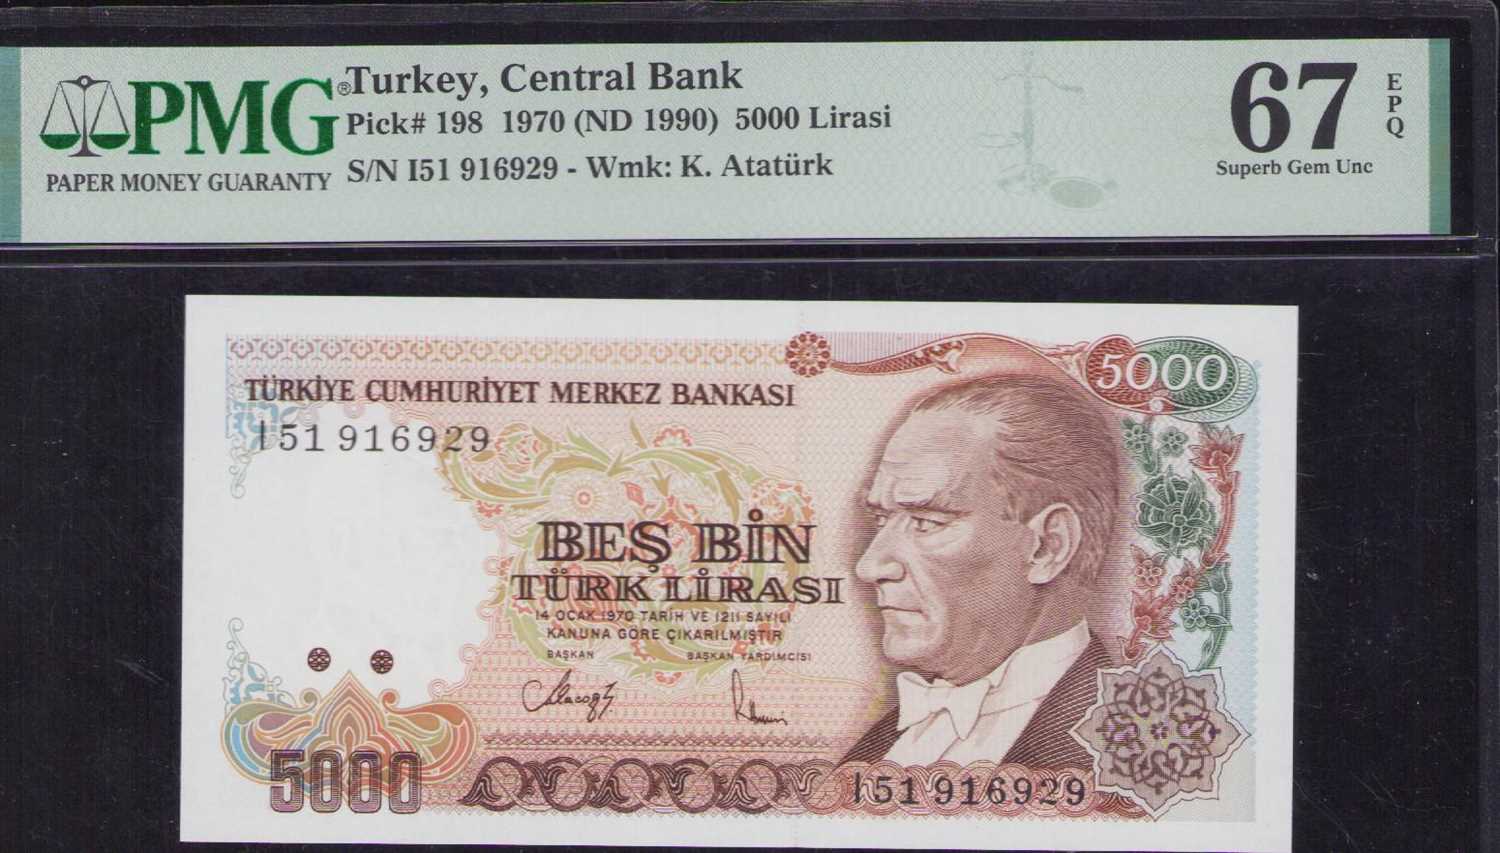 PMG®
PAPER MONEY GUARANTY
Turkey, Central Bank
Pick# 198 1970 (ND 1990) 5000 Lirasi
S/N I51 916929 - Wmk: K. Atatürk
67
EPQ
Superb Gem Unc
5000
TÜRKİYE CUMHURİYET MERKEZ BANKASI
I51 916929
BEŞ BİN
TÜRK LİRASI
14 OCAK 1970 TARİH VE 1211 SAYILI
KANUNA GÖRE ÇIKARILMIŞTIR
BAŞKAN BAŞKAN YARDIMCISI
5000
I51 916929